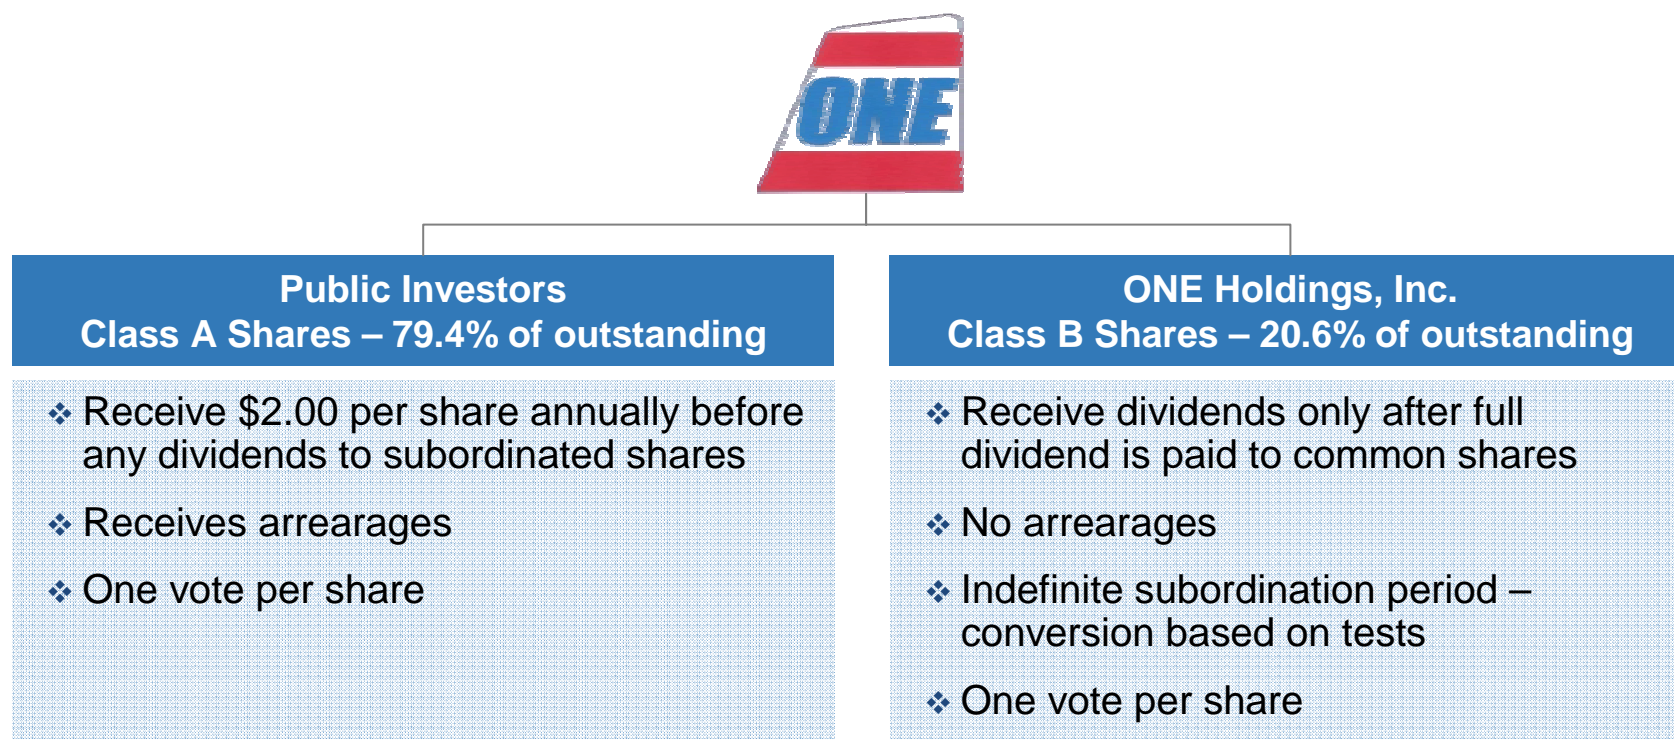 ONE
Public Investors
Class A Shares – 79.4% of outstanding
❖ Receive $2.00 per share annually before
any dividends to subordinated shares
❖ Receives arrearages
❖ One vote per share
ONE Holdings, Inc.
Class B Shares – 20.6% of outstanding
❖ Receive dividends only after full
dividend is paid to common shares
❖ No arrearages
❖ Indefinite subordination period –
conversion based on tests
❖ One vote per share